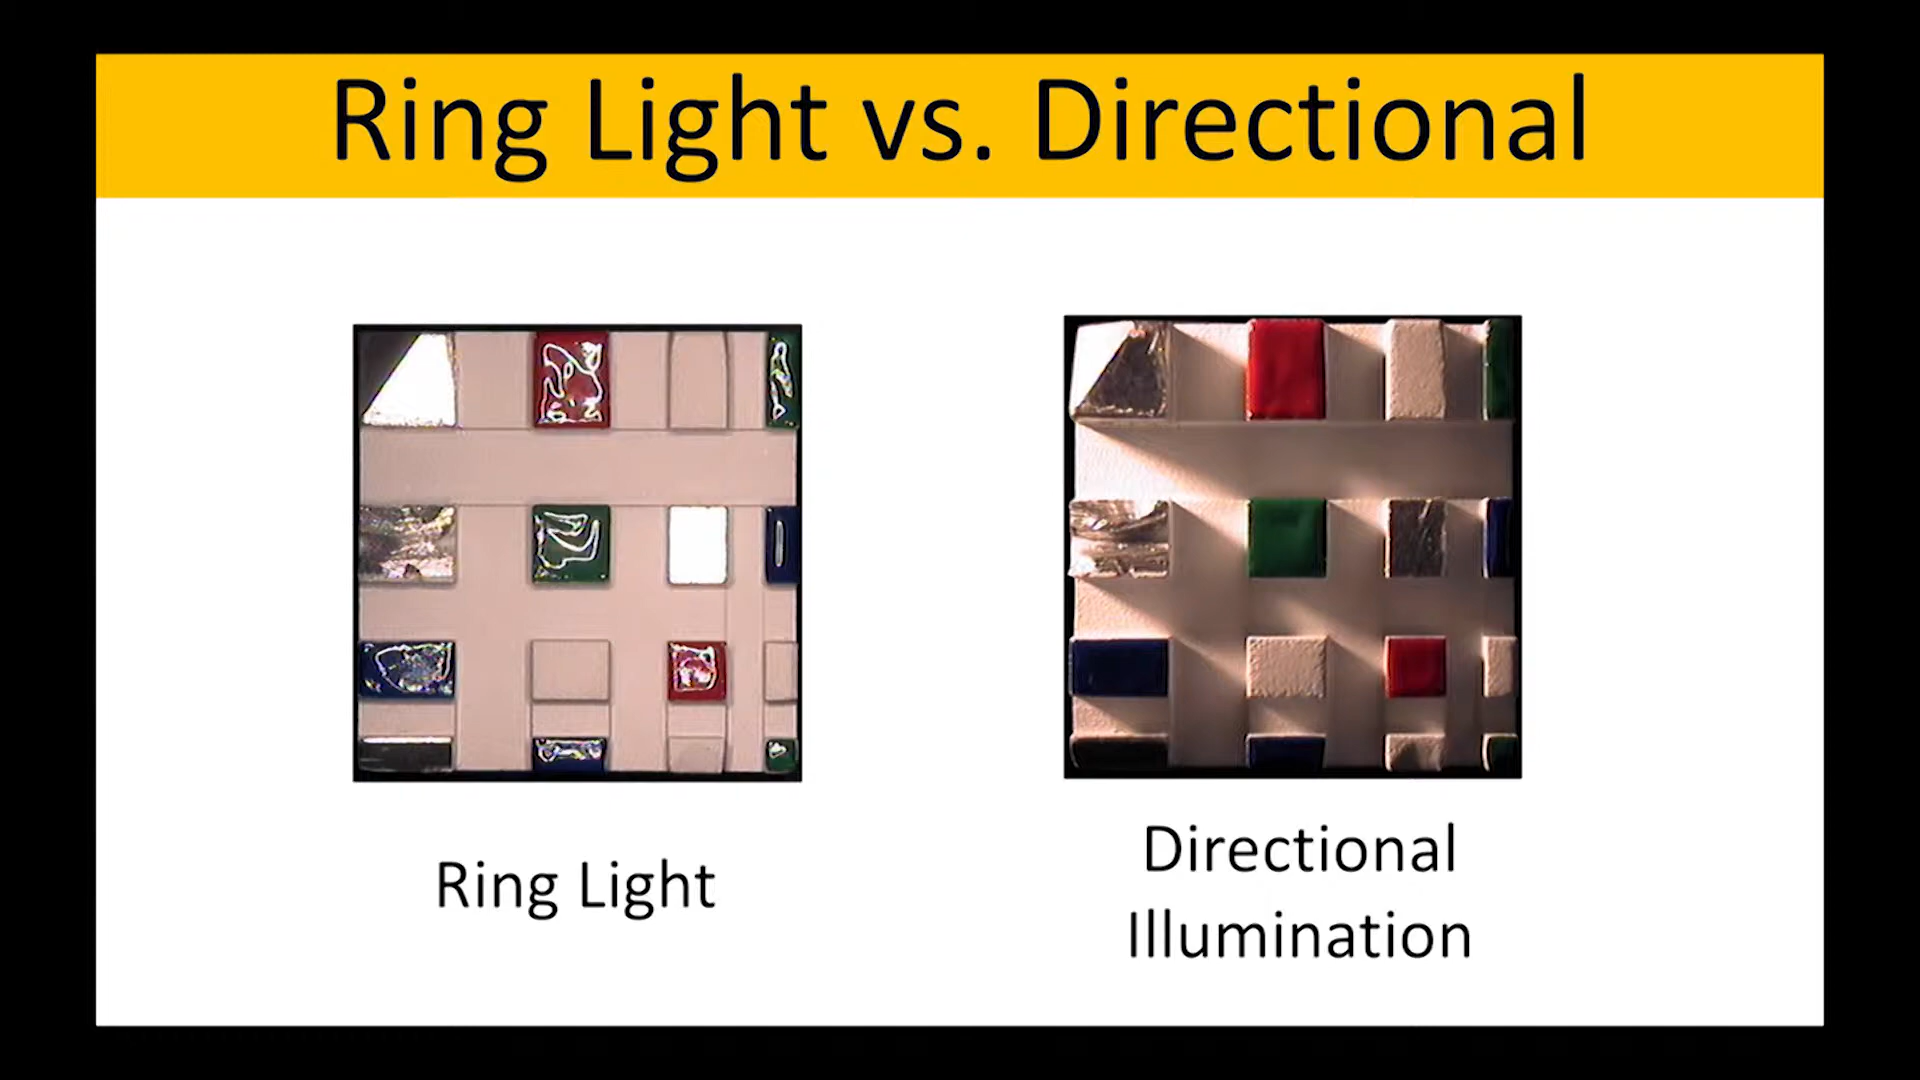 Ring Light vs. Directional
Ring Light
Directional
Illumination